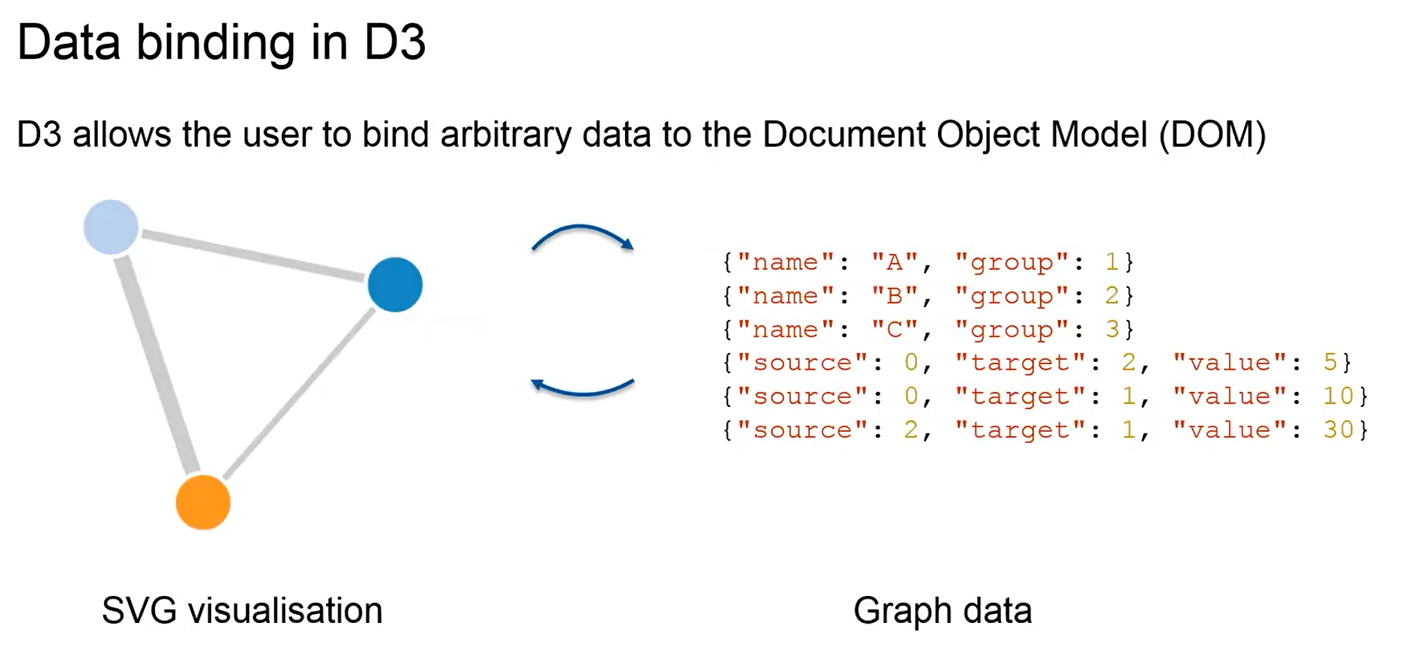 Data binding in D3
D3 allows the user to bind arbitrary data to the Document Object Model (DOM)
{"name": "A", "group": 1}
{"name": "B", "group": 2}
{"name": "C", "group": 3}
{"source": 0, "target": 2, "value": 5}
{"source": 0, "target": 1, "value": 10}
{"source": 2, "target": 1, "value": 30}
SVG visualisation
Graph data